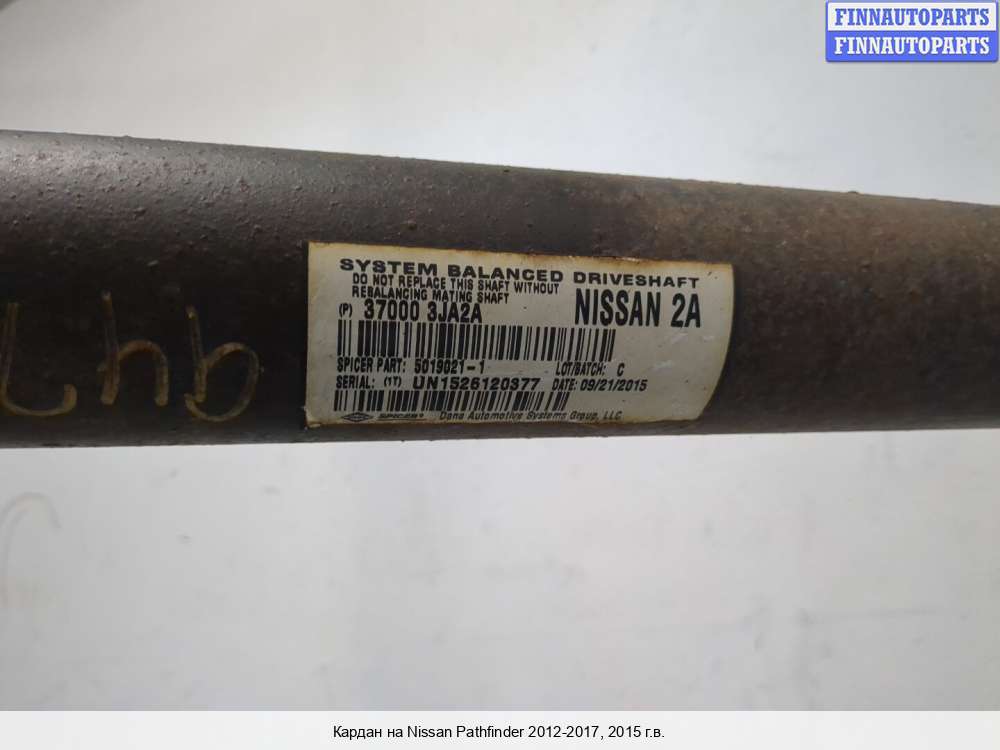 FINNAUTOPARTS
FINNAUTOPARTS
SYSTEM BALANCED DRIVESHAFT
DO NOT REPLACE THIS SHAFT WITHOUT
REBALANCING MATING SHAFT
NISSAN 2A
(P) 37000 3JA2A
SPICER PART: 5019021-1 LOT/BATCH: C
SERIAL: (1T) UN1526120377 DATE: 09/21/2015
SPICER® Dana Automotive Systems Group, LLC
Кардан на Nissan Pathfinder 2012-2017, 2015 г.в.